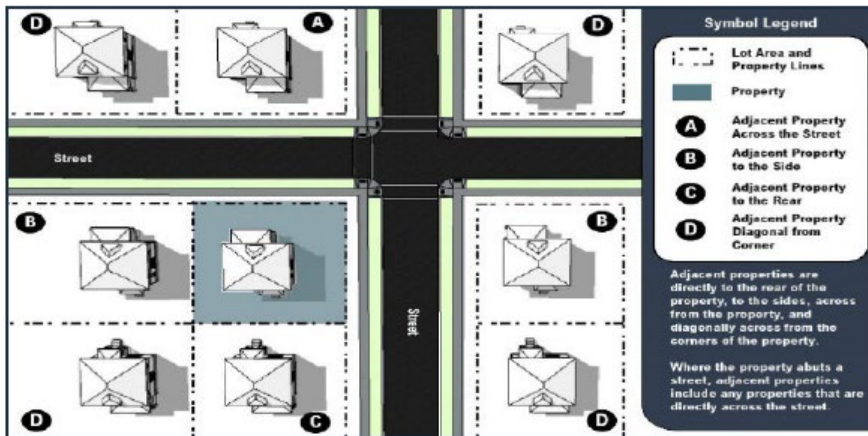 D
A
D
Street
B
B
Street
D
C
D
Symbol Legend
Lot Area and
Property Lines
Property
A
Adjacent Property
Across the Street
B
Adjacent Property
to the Side
C
Adjacent Property
to the Rear
D
Adjacent Property
Diagonal from
Corner
Adjacent properties are
directly to the rear of the
property, to the sides, across
from the property, and
diagonally across from the
corners of the property.
Where the property abuts a
street, adjacent properties
include any properties that are
directly across the street.